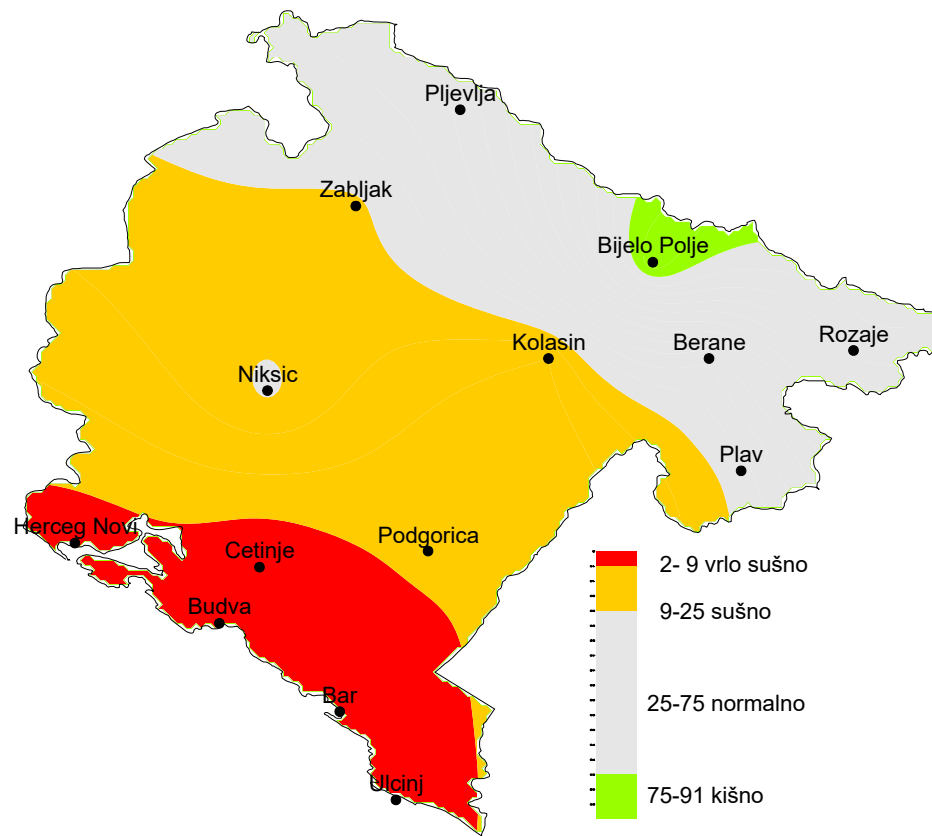 Pljevlja
Zabljak
Bijelo Polje
Kolasin
Berane
Rozaje
Niksic
Plav
Herceg Novi
Cetinje
Podgorica
Budva
Bar
Ulcinj
2- 9 vrlo sušno
9-25 sušno
25-75 normalno
75-91 kišno